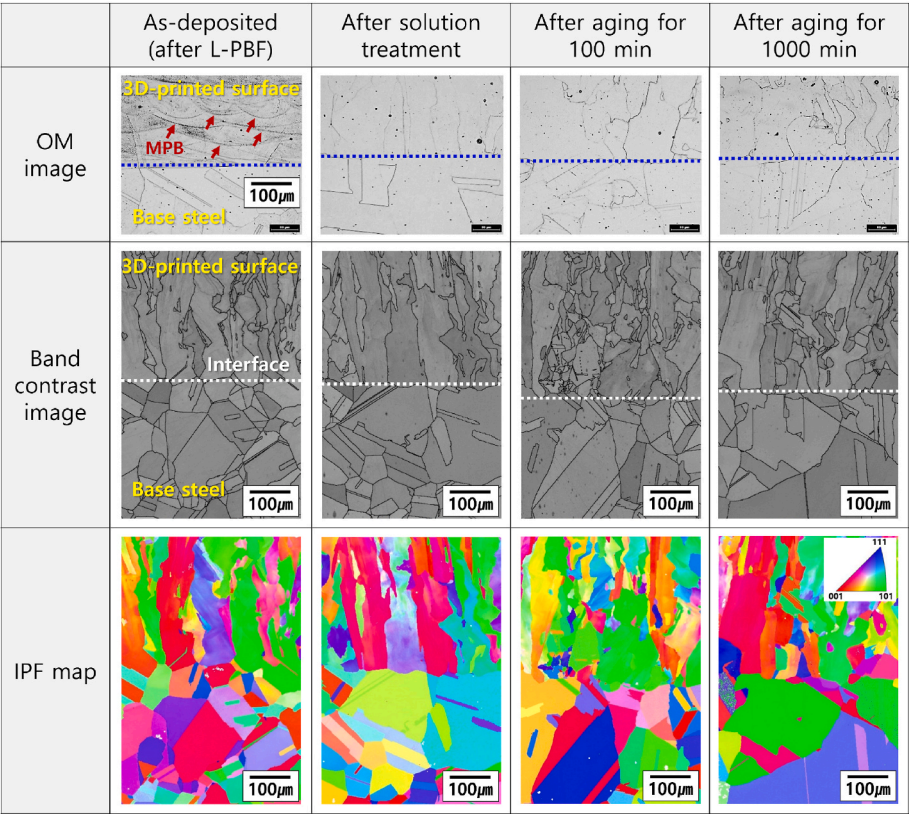 As-deposited
(after L-PBF)
After solution
treatment
After aging for
100 min
After aging for
1000 min
OM
image
3D-printed surface
MPB
100㎛
Base steel
Band
contrast
image
3D-printed surface
Interface
Base steel
100㎛
100㎛
100㎛
100㎛
IPF map
111
001
101
100㎛
100㎛
100㎛
100㎛